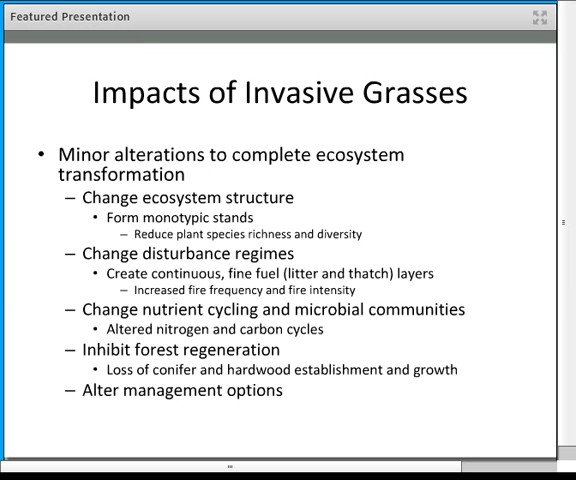 Featured Presentation
Impacts of Invasive Grasses
• Minor alterations to complete ecosystem
transformation
– Change ecosystem structure
• Form monotypic stands
– Reduce plant species richness and diversity
– Change disturbance regimes
• Create continuous, fine fuel (litter and thatch) layers
– Increased fire frequency and fire intensity
– Change nutrient cycling and microbial communities
• Altered nitrogen and carbon cycles
– Inhibit forest regeneration
• Loss of conifer and hardwood establishment and growth
– Alter management options